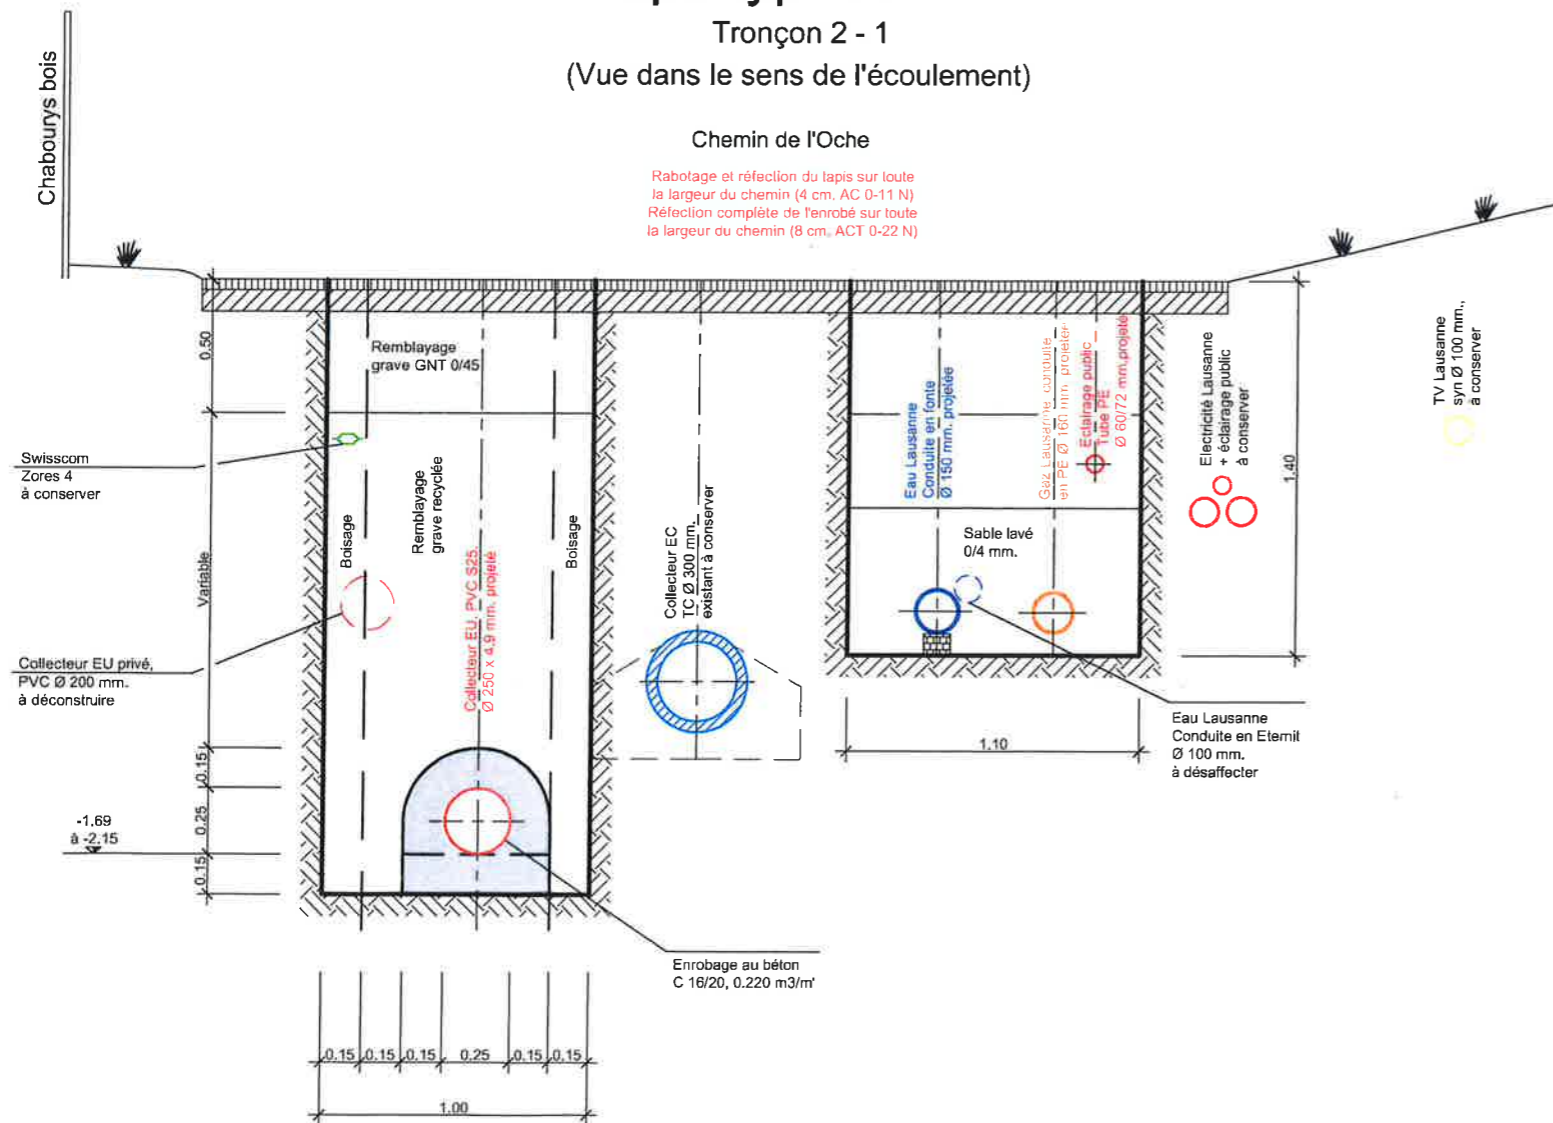 Tronçon 2 - 1
(Vue dans le sens de l'écoulement)
Chemin de l'Oche
Rabotage et réfection du tapis sur toute
la largeur du chemin (4 cm. AC 0-11 N)
Réfection complète de l'enrobé sur toute
la largeur du chemin (8 cm. ACT 0-22 N)
Chabourys bois
0.50
Variable
0.15
0.25
0.15
-1.69
à -2.15
Swisscom
Zores 4
à conserver
Collecteur EU privé,
PVC Ø 200 mm.
à déconstruire
Remblayage
grave GNT 0/45
Boisage
Remblayage
grave recyclée
Collecteur EU, PVC S25,
Ø 250 x 4.9 mm. projeté
Boisage
Collecteur EC
TC Ø 300 mm.
existant à conserver
Eau Lausanne
Conduite en fonte
Ø 150 mm. projetée
Gaz Lausanne conduite
en PE Ø 160 mm. projetée
Eclairage public
Tube PE
Ø 60/72 mm.projeté
Sable lavé
0/4 mm.
Electricité Lausanne
+ éclairage public
à conserver
1.40
TV Lausanne
syn Ø 100 mm.,
à conserver
1.10
Eau Lausanne
Conduite en Eternit
Ø 100 mm.
à désaffecter
Enrobage au béton
C 16/20, 0.220 m3/m'
0.15 0.15 0.15 0.25 0.15 0.15
1.00